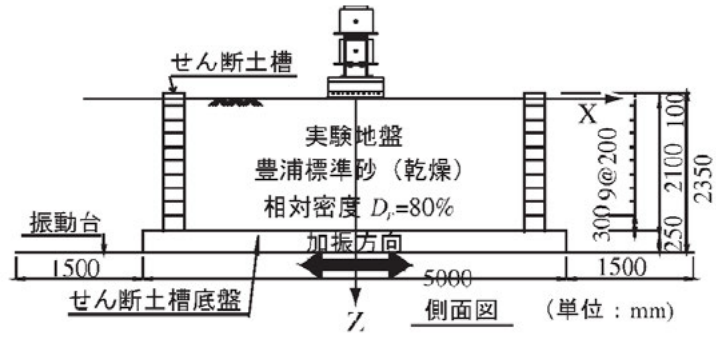 せん断土槽
X
実験地盤
豊浦標準砂（乾燥）
相対密度 Dr=80%
振動台
加振方向
1500
5000
1500
せん断土槽底盤
Z
側面図
（単位：mm）
100
300 9@200
2100
250
2350